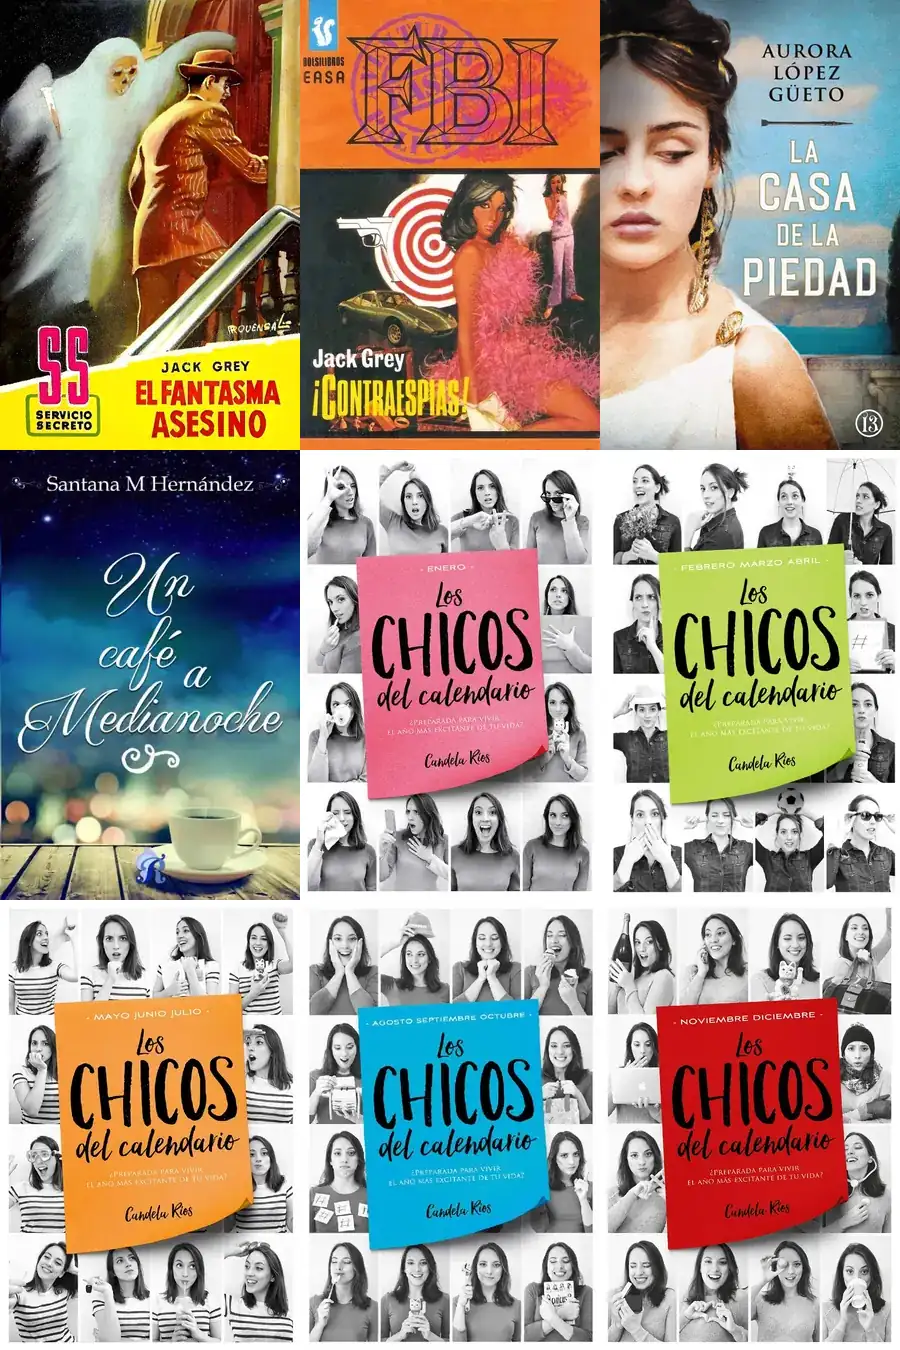 SS
SERVICIO
SECRETO
JACK GREY
EL FANTASMA
ASESINO
BOLSILIBROS
EASA
FBI
Jack Grey
¡CONTRAESPIAS!
AURORA
LÓPEZ
GÜETO
LA
CASA
DE LA
PIEDAD
13
Santana M Hernández
Un
café
a
Medianoche
· ENERO ·
Los
CHICOS
del calendario
¿PREPARADA PARA VIVIR
EL AÑO MÁS EXCITANTE DE TU VIDA?
Candela Ríos
· FEBRERO MARZO ABRIL ·
Los
CHICOS
del calendario
¿PREPARADA PARA VIVIR
EL AÑO MÁS EXCITANTE DE TU VIDA?
Candela Ríos
#
· MAYO JUNIO JULIO ·
Los
CHICOS
del calendario
¿PREPARADA PARA VIVIR
EL AÑO MÁS EXCITANTE DE TU VIDA?
Candela Ríos
· AGOSTO SEPTIEMBRE OCTUBRE ·
Los
CHICOS
del calendario
¿PREPARADA PARA VIVIR
EL AÑO MÁS EXCITANTE DE TU VIDA?
Candela Ríos
· NOVIEMBRE DICIEMBRE ·
Los
CHICOS
del calendario
¿PREPARADA PARA VIVIR
EL AÑO MÁS EXCITANTE DE TU VIDA?
Candela Ríos